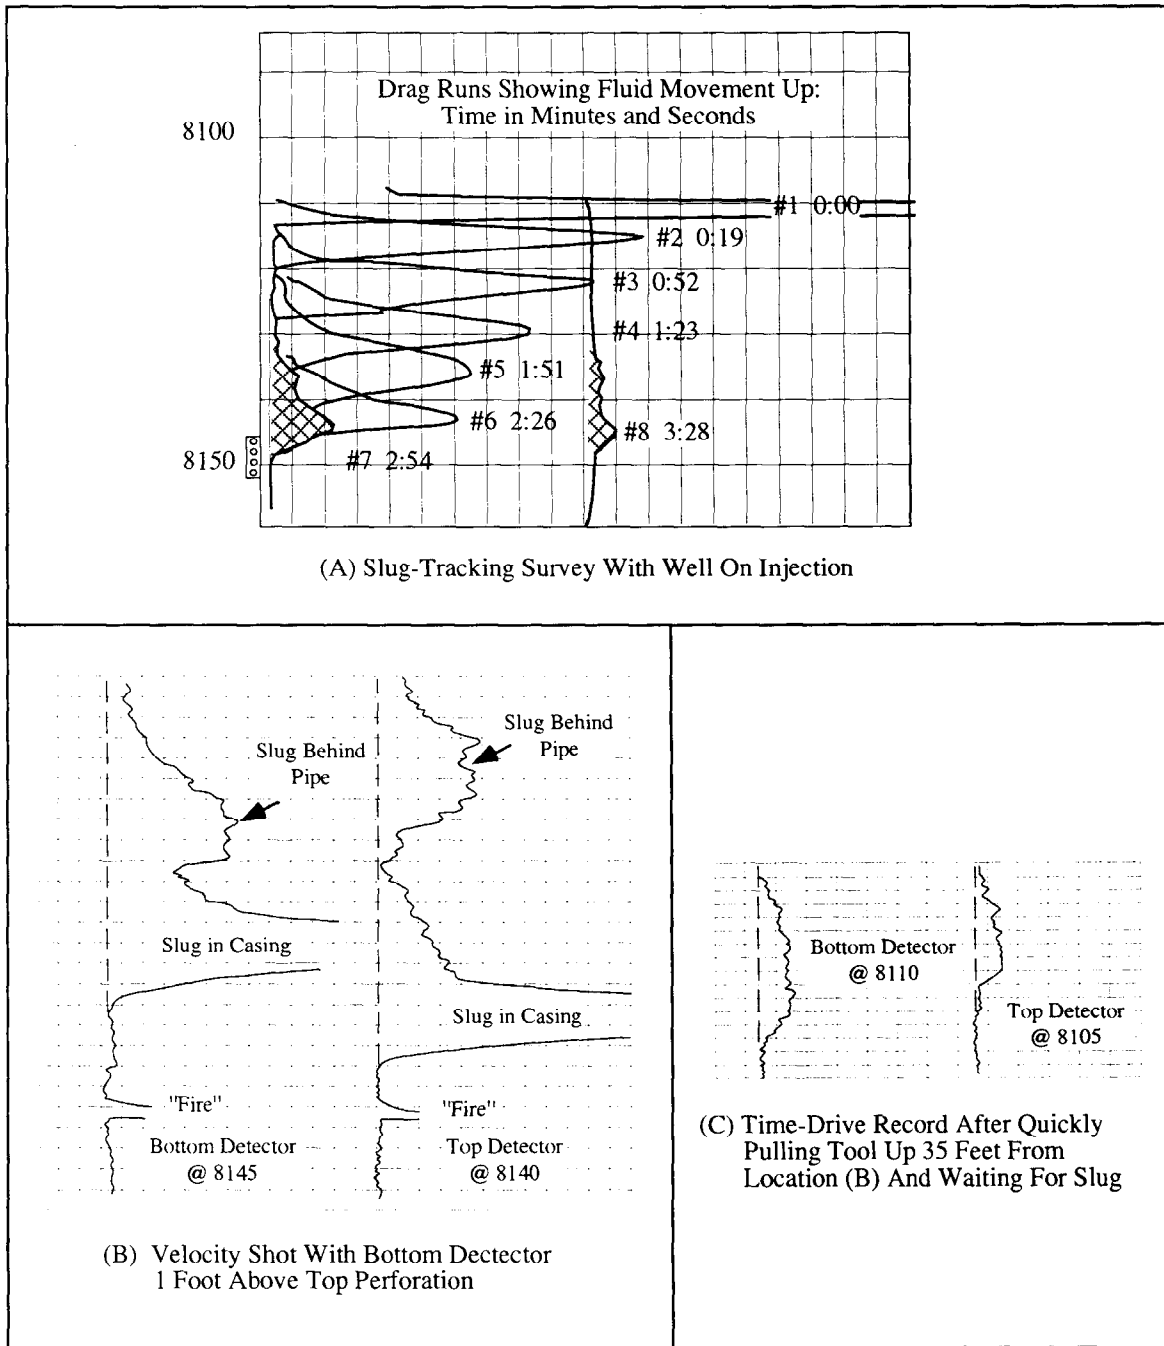 Drag Runs Showing Fluid Movement Up:
Time in Minutes and Seconds
8100
#1 0:00
#2 0:19
#3 0:52
#4 1:23
#5 1:51
#6 2:26
#8 3:28
8150
#7 2:54
(A) Slug-Tracking Survey With Well On Injection
Slug Behind
Pipe
Slug Behind
Pipe
Slug in Casing
Slug in Casing
"Fire"
"Fire"
Bottom Detector
@ 8145
Top Detector
@ 8140
(B) Velocity Shot With Bottom Dectector
1 Foot Above Top Perforation
Bottom Detector
@ 8110
Top Detector
@ 8105
(C) Time-Drive Record After Quickly
Pulling Tool Up 35 Feet From
Location (B) And Waiting For Slug